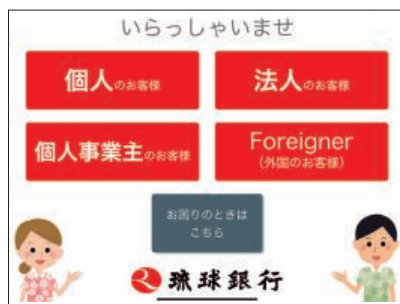 いらっしゃいませ
個人のお客様
法人のお客様
個人事業主のお客様
Foreigner
(外国のお客様)
お困りのときは
こちら
琉球銀行